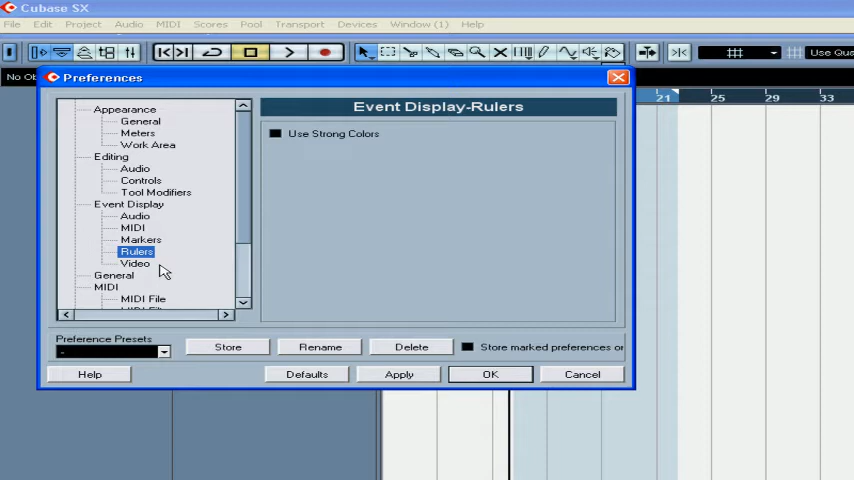 Cubase SX
File Edit Project Audio MIDI Scores Pool Transport Devices Window (1) Help
Use Qua
No Ob
Preferences
21 25 29 33
Appearance
General
Meters
Work Area
Editing
Audio
Controls
Tool Modifiers
Event Display
Audio
MIDI
Markers
Rulers
Video
General
MIDI
MIDI File
Event Display-Rulers
Use Strong Colors
Preference Presets
-
Store Rename Delete Store marked preferences or
Help Defaults Apply OK Cancel